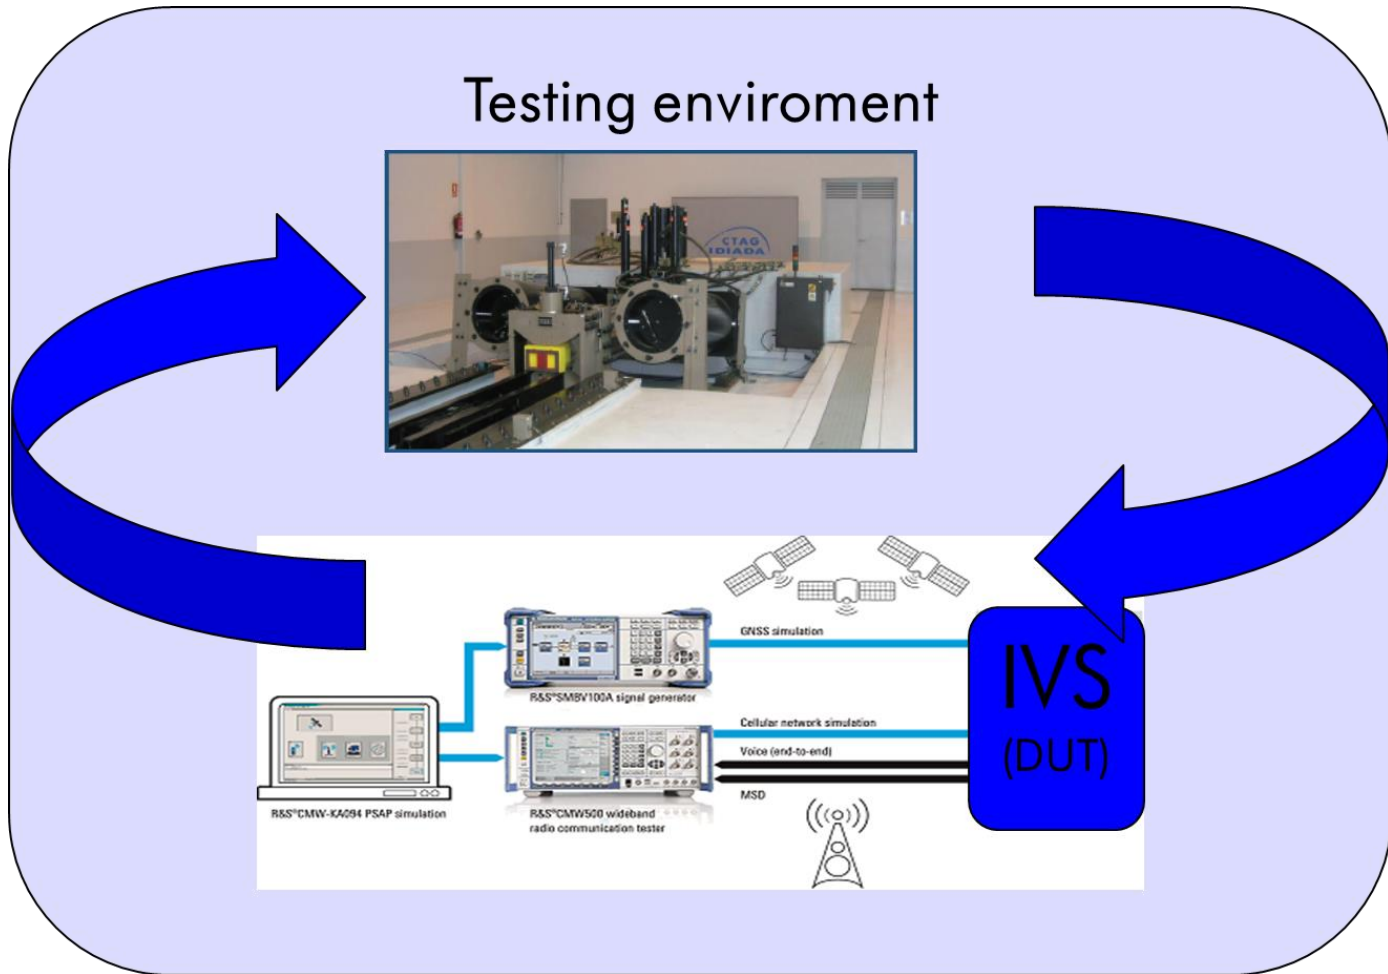 Testing enviroment
CTAG
IDIADA
GNSS simulation
R&S®SMBV100A signal generator
IVS
(DUT)
Cellular network simulation
Voice (end-to-end)
MSD
R&S®CMW-KA094 PSAP simulation
R&S®CMW500 wideband
radio communication tester